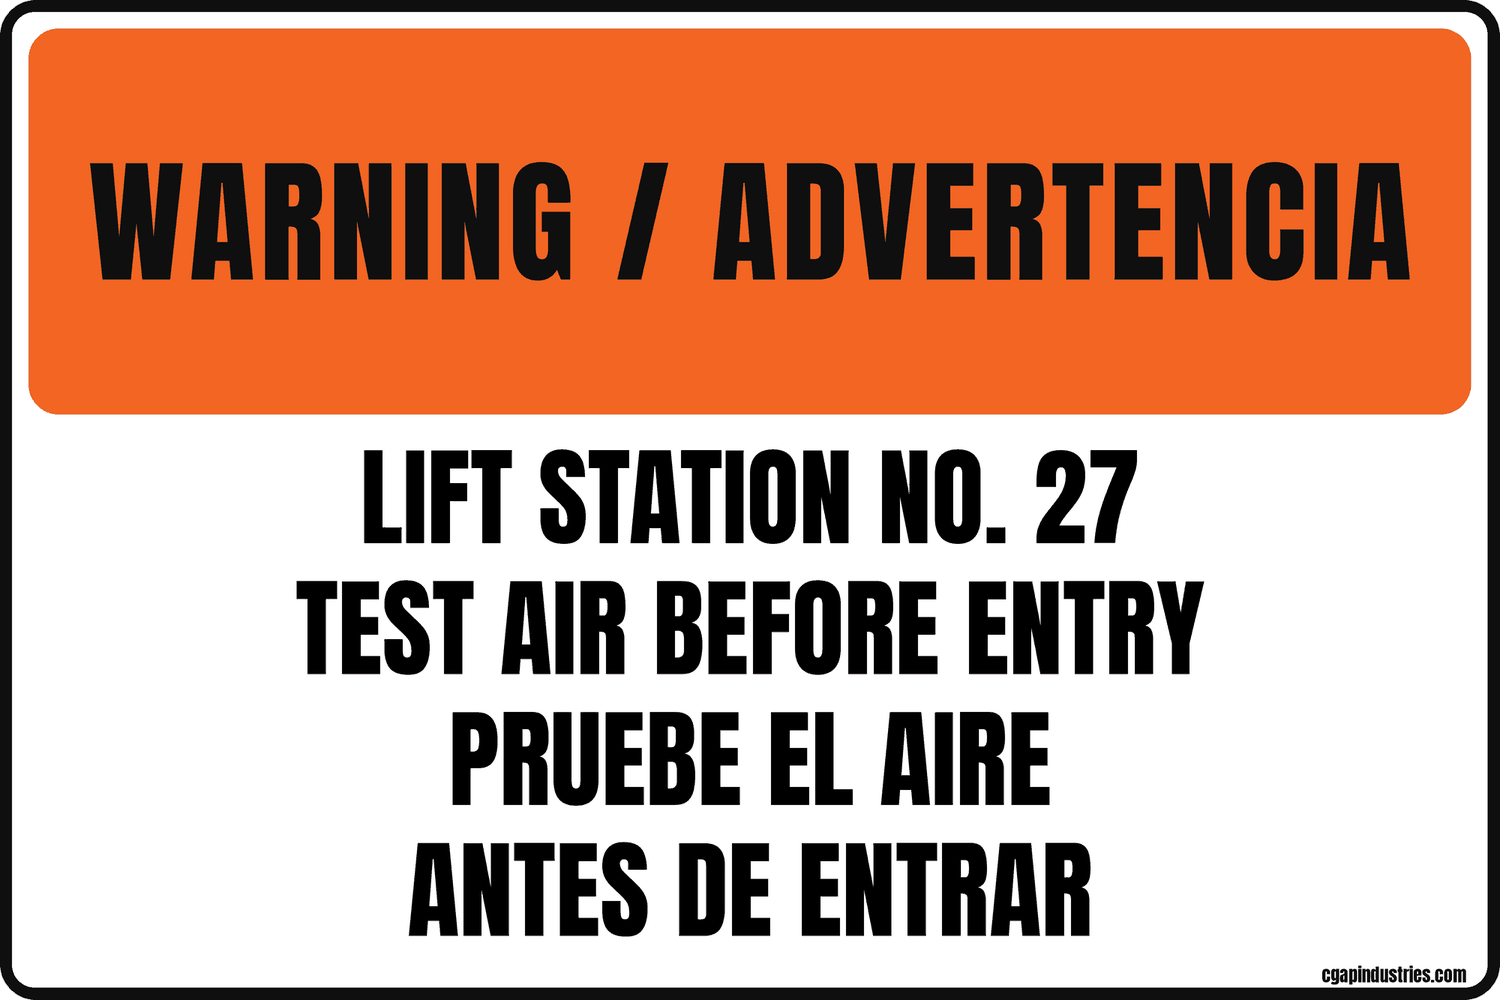 WARNING / ADVERTENCIA
LIFT STATION NO. 27
TEST AIR BEFORE ENTRY
PRUEBE EL AIRE
ANTES DE ENTRAR
cgapindustries.com